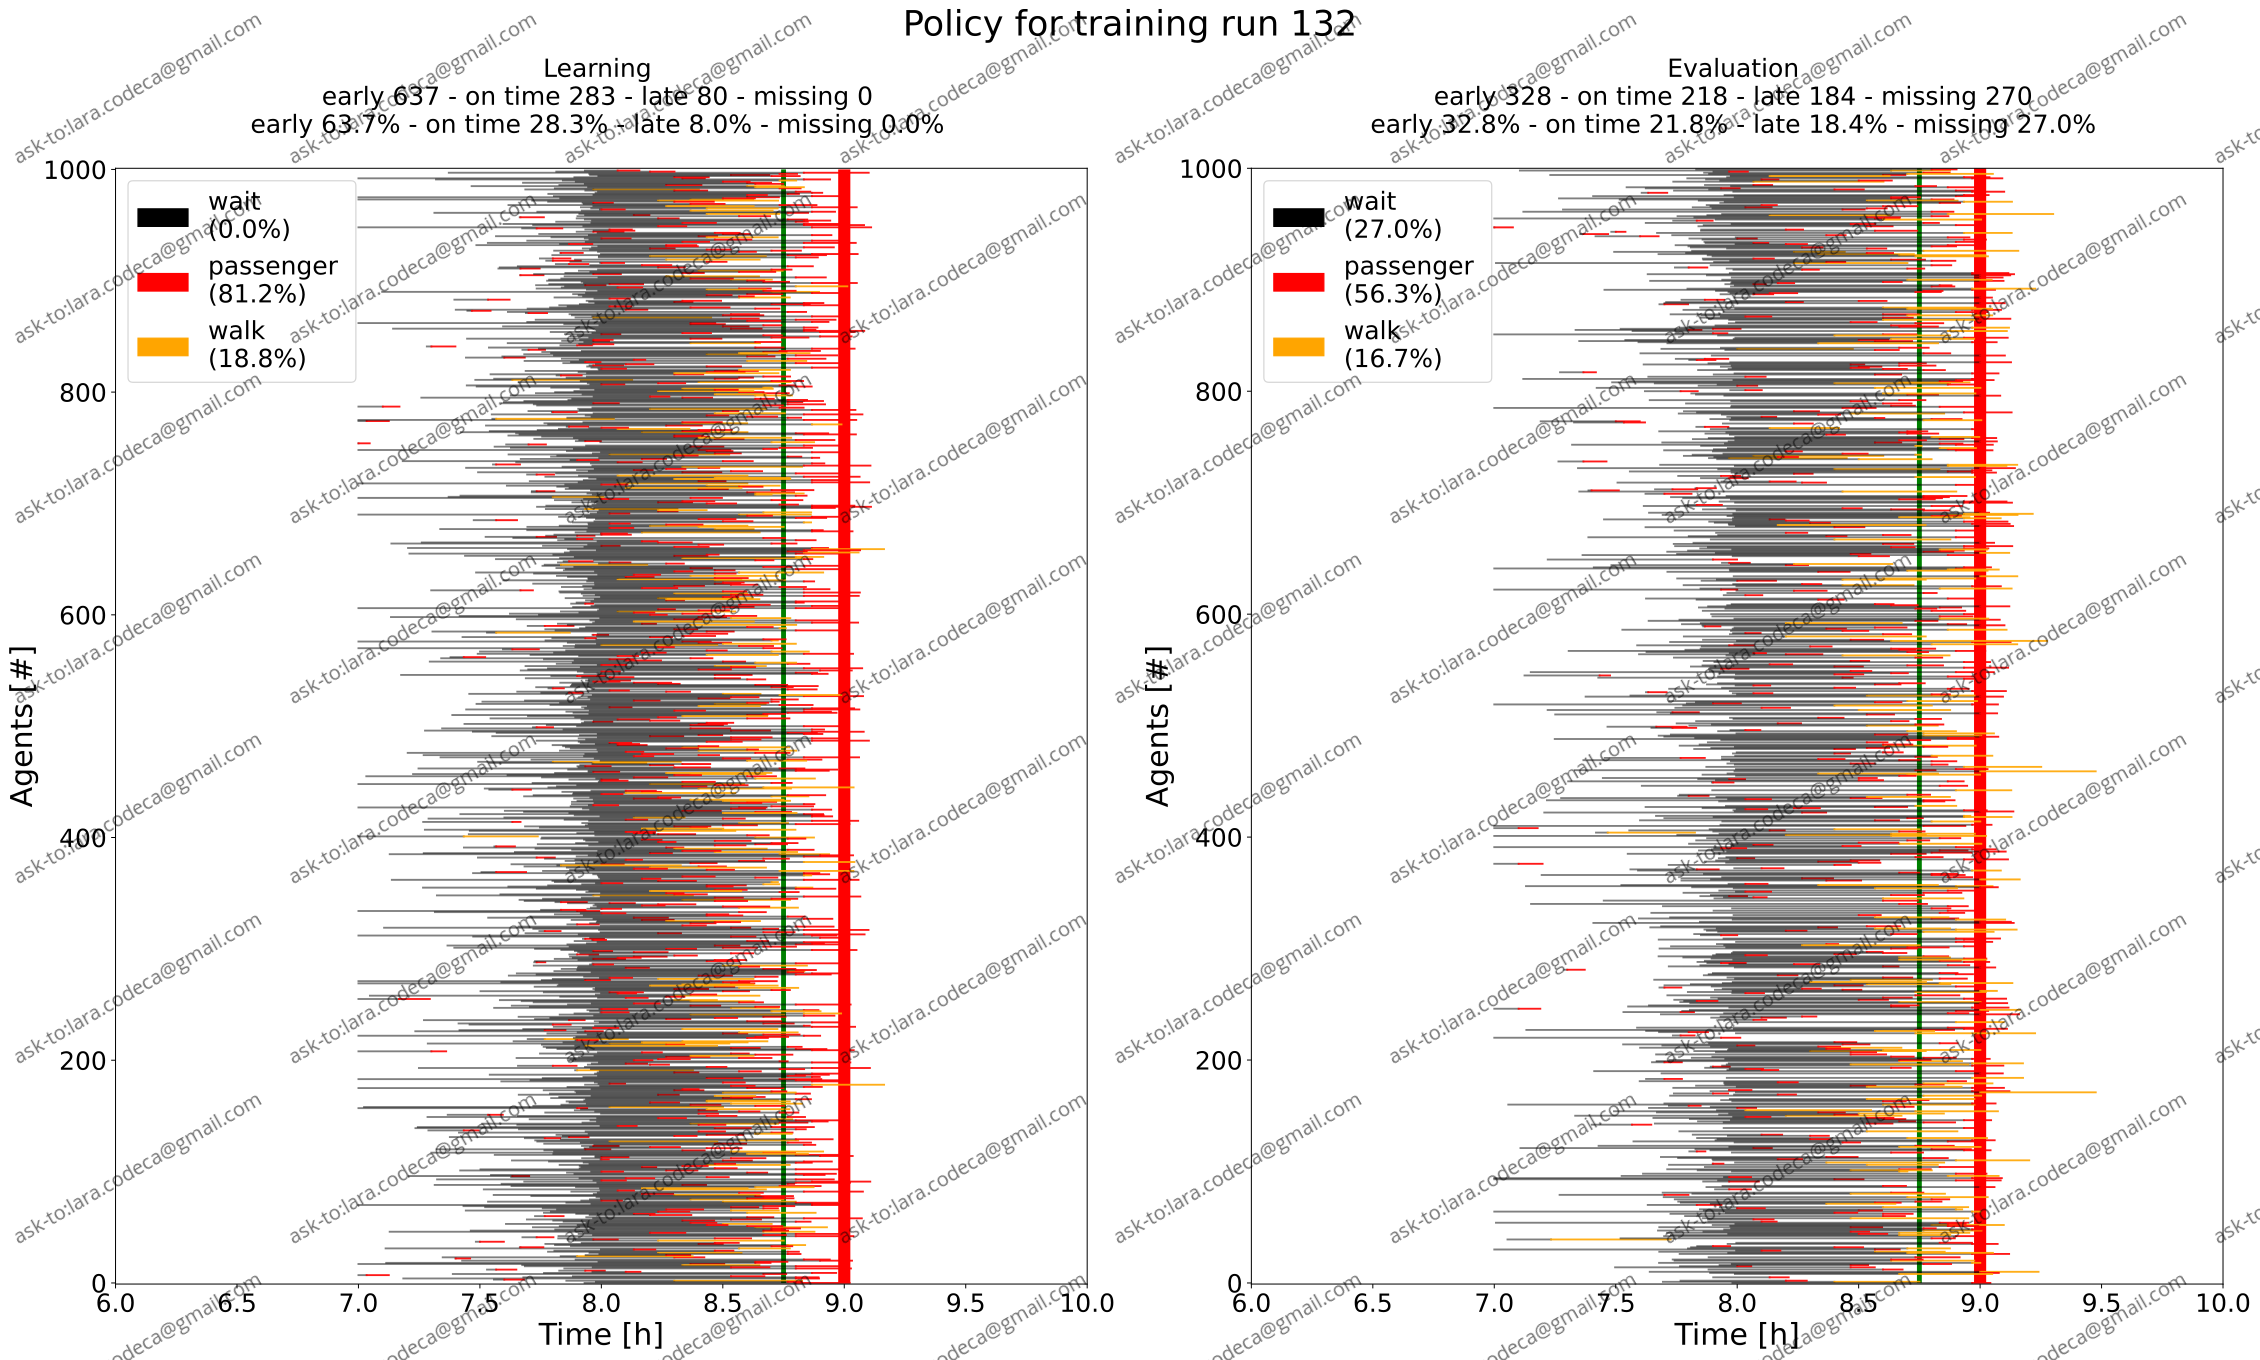 Policy for training run 132
Learning
early 637 - on time 283 - late 80 - missing 0
early 63.7% - on time 28.3% - late 8.0% - missing 0.0%
Evaluation
early 328 - on time 218 - late 184 - missing 270
early 32.8% - on time 21.8% - late 18.4% - missing 27.0%
wait
(0.0%)
passenger
(81.2%)
walk
(18.8%)
wait
(27.0%)
passenger
(56.3%)
walk
(16.7%)
Agents [#]
1000
800
600
400
200
0
6.0 6.5 7.0 7.5 8.0 8.5 9.0 9.5 10.0
Time [h]
Agents [#]
1000
800
600
400
200
0
6.0 6.5 7.0 7.5 8.0 8.5 9.0 9.5 10.0
Time [h]
ask-to:lara.codeca@gmail.com